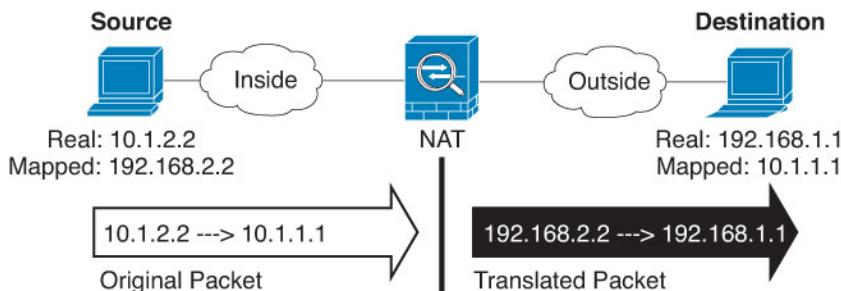 Source
Destination
Inside
Outside
Real: 10.1.2.2
Mapped: 192.168.2.2
NAT
Real: 192.168.1.1
Mapped: 10.1.1.1
10.1.2.2 ---> 10.1.1.1
192.168.2.2 ---> 192.168.1.1
Original Packet
Translated Packet